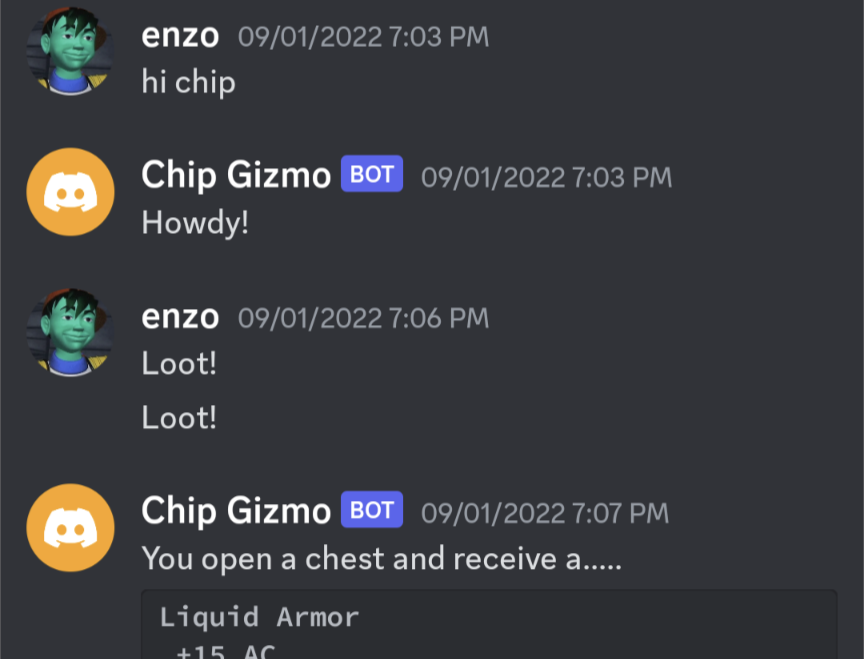 enzo 09/01/2022 7:03 PM
hi chip
Chip Gizmo BOT 09/01/2022 7:03 PM
Howdy!
enzo 09/01/2022 7:06 PM
Loot!
Loot!
Chip Gizmo BOT 09/01/2022 7:07 PM
You open a chest and receive a.....
Liquid Armor
+15 AC